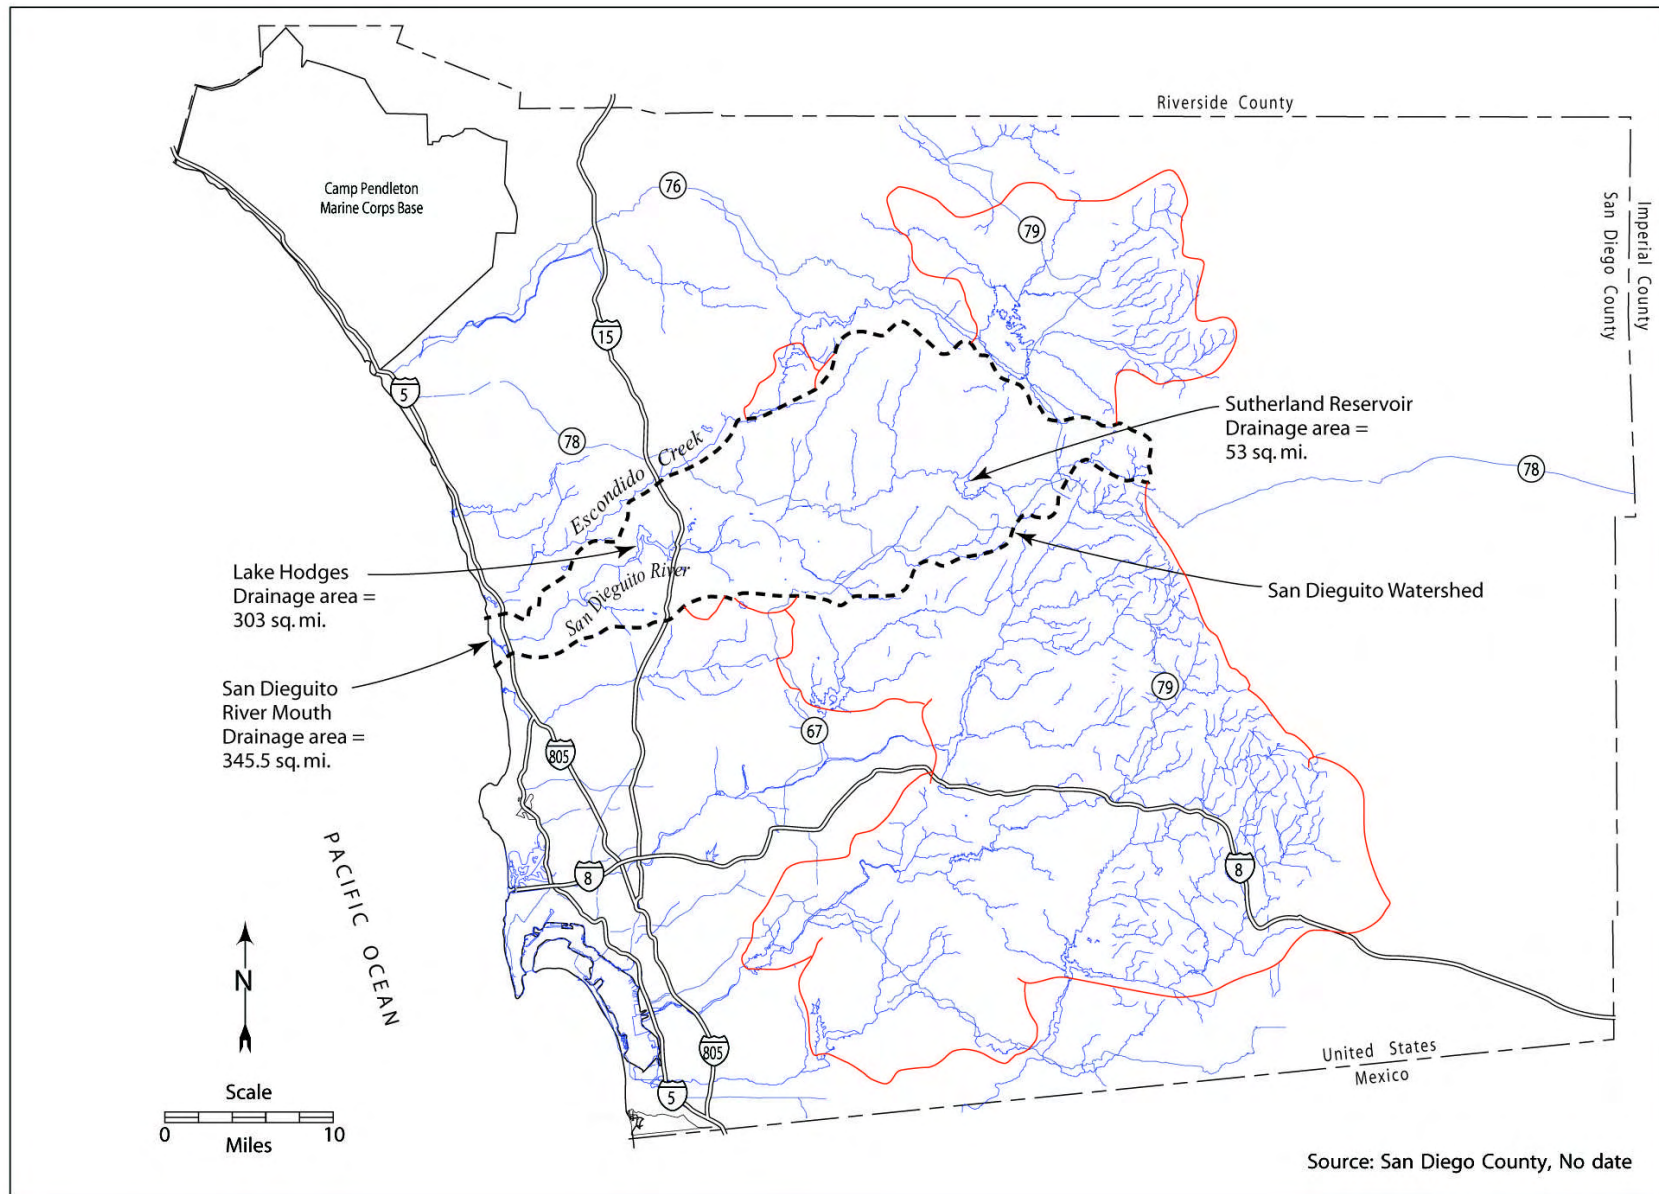 Riverside County
Camp Pendleton
Marine Corps Base
76
79
Imperial County
San Diego County
15
5
78
Escondido Creek
Sutherland Reservoir
Drainage area =
53 sq. mi.
78
Lake Hodges
Drainage area =
303 sq. mi.
San Dieguito River
San Dieguito Watershed
San Dieguito
River Mouth
Drainage area =
345.5 sq. mi.
79
67
805
PACIFIC OCEAN
8
8
N
805
5
United States
Mexico
Scale
0
10
Miles
Source: San Diego County, No date